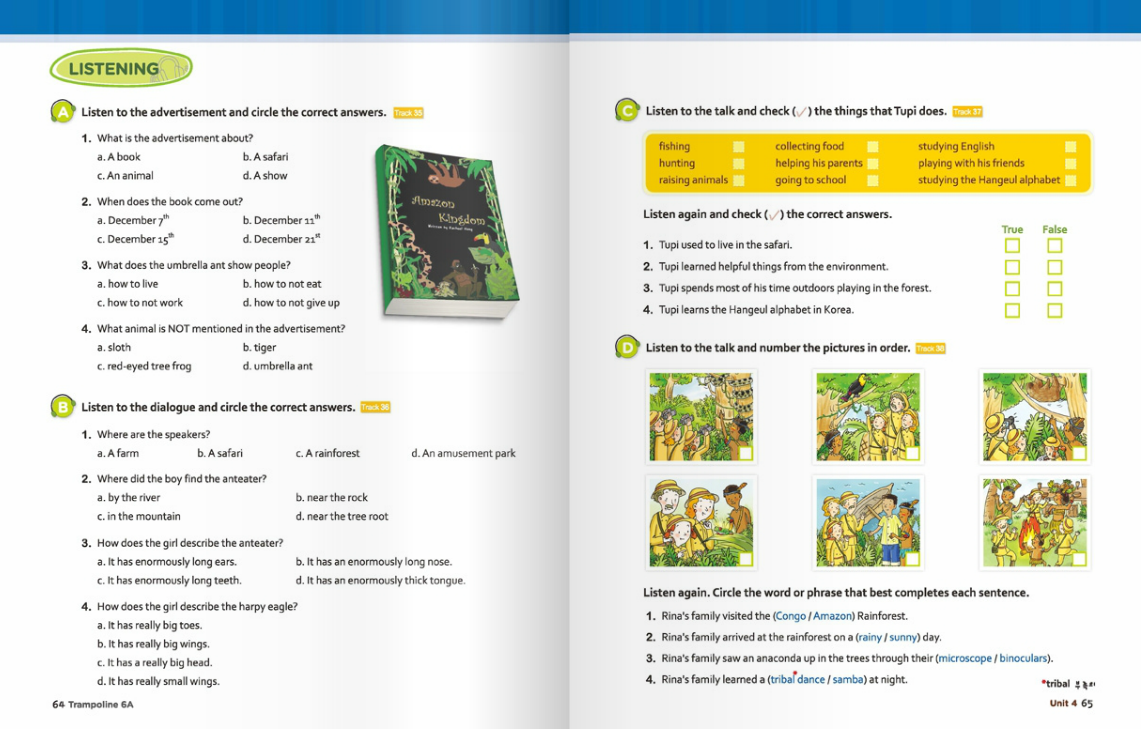 LISTENING
A Listen to the advertisement and circle the correct answers. Track 35
1. What is the advertisement about?
a. A book b. A safari
c. An animal d. A show
2. When does the book come out?
a. December 7th b. December 11th
c. December 15th d. December 21st
3. What does the umbrella ant show people?
a. how to live b. how to not eat
c. how to not work d. how to not give up
4. What animal is NOT mentioned in the advertisement?
a. sloth b. tiger
c. red-eyed tree frog d. umbrella ant
Amazon
Kingdom
B Listen to the dialogue and circle the correct answers. Track 36
1. Where are the speakers?
a. A farm b. A safari c. A rainforest d. An amusement park
2. Where did the boy find the anteater?
a. by the river b. near the rock
c. in the mountain d. near the tree root
3. How does the girl describe the anteater?
a. It has enormously long ears. b. It has an enormously long nose.
c. It has enormously long teeth. d. It has an enormously thick tongue.
4. How does the girl describe the harpy eagle?
a. It has really big toes.
b. It has really big wings.
c. It has a really big head.
d. It has really small wings.
64 Trampoline 6A
C Listen to the talk and check (✓) the things that Tupi does. Track 37
fishing collecting food studying English
hunting helping his parents playing with his friends
raising animals going to school studying the Hangeul alphabet
Listen again and check (✓) the correct answers.
True False
1. Tupi used to live in the safari.
2. Tupi learned helpful things from the environment.
3. Tupi spends most of his time outdoors playing in the forest.
4. Tupi learns the Hangeul alphabet in Korea.
D Listen to the talk and number the pictures in order. Track 38
Listen again. Circle the word or phrase that best completes each sentence.
1. Rina's family visited the (Congo / Amazon) Rainforest.
2. Rina's family arrived at the rainforest on a (rainy / sunny) day.
3. Rina's family saw an anaconda up in the trees through their (microscope / binoculars).
4. Rina's family learned a (tribal dance / samba) at night.
*tribal
Unit 4 65